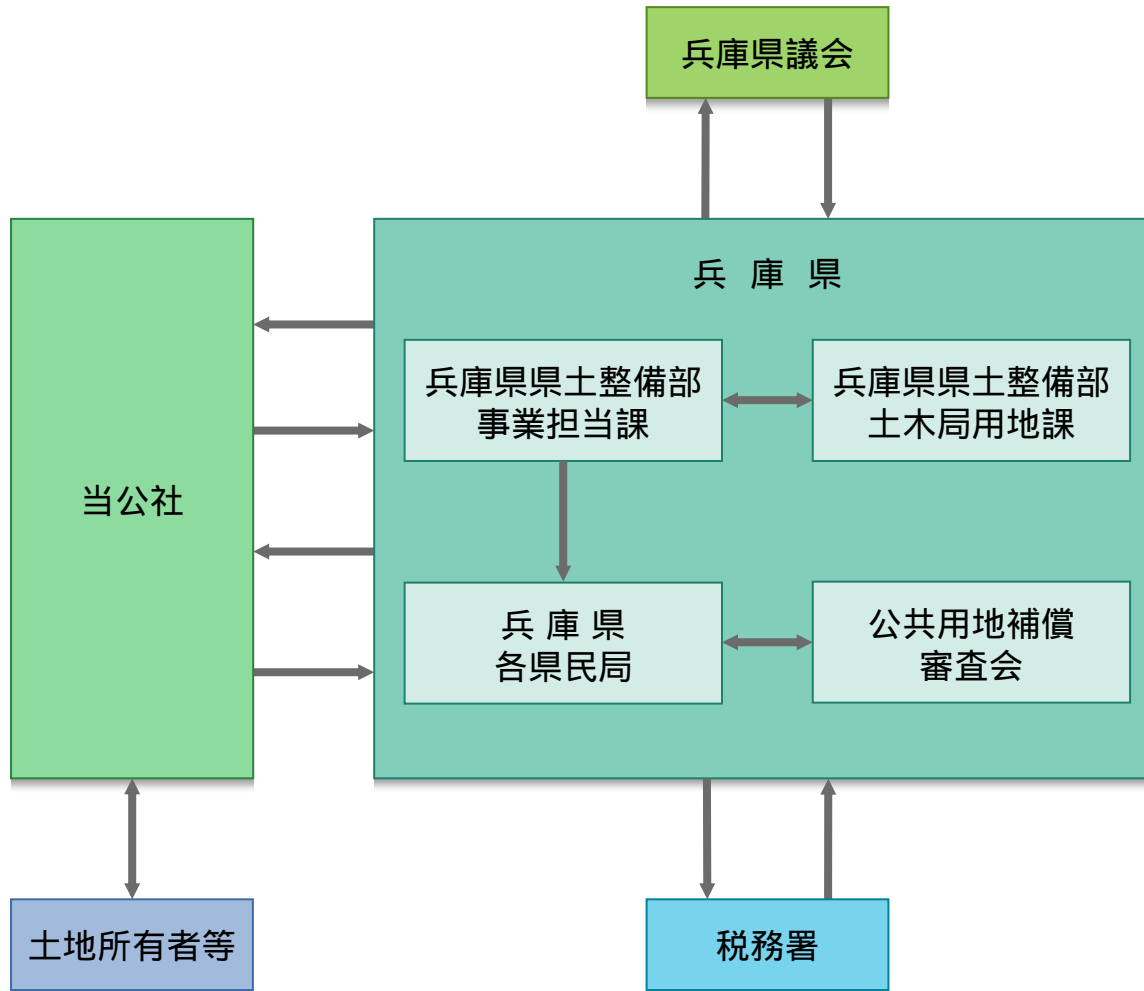 兵庫県議会
兵 庫 県
兵庫県県土整備部
事業担当課
兵庫県県土整備部
土木局用地課
当公社
兵 庫 県
各県民局
公共用地補償
審査会
土地所有者等
税務署